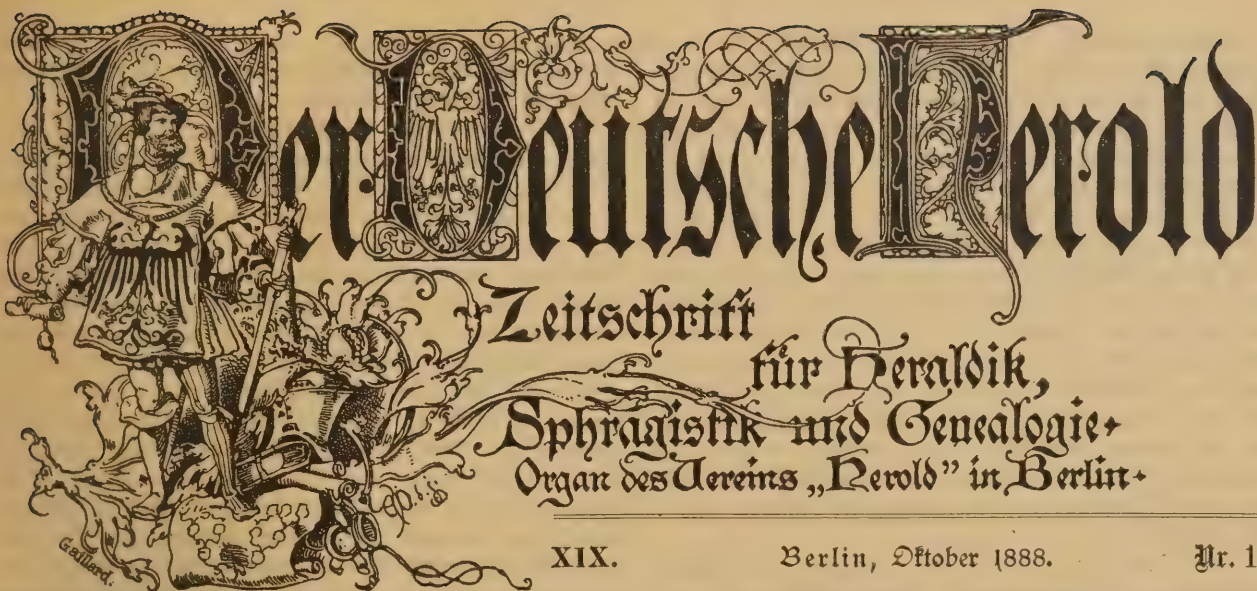 Der Deutsche Herold
Zeitschrift
für Heraldik,
Sphragistik und Genealogie.
Organ des Vereins „Herold” in Berlin.
XIX. Berlin, Oktober 1888. Nr. 1
Gaillard.